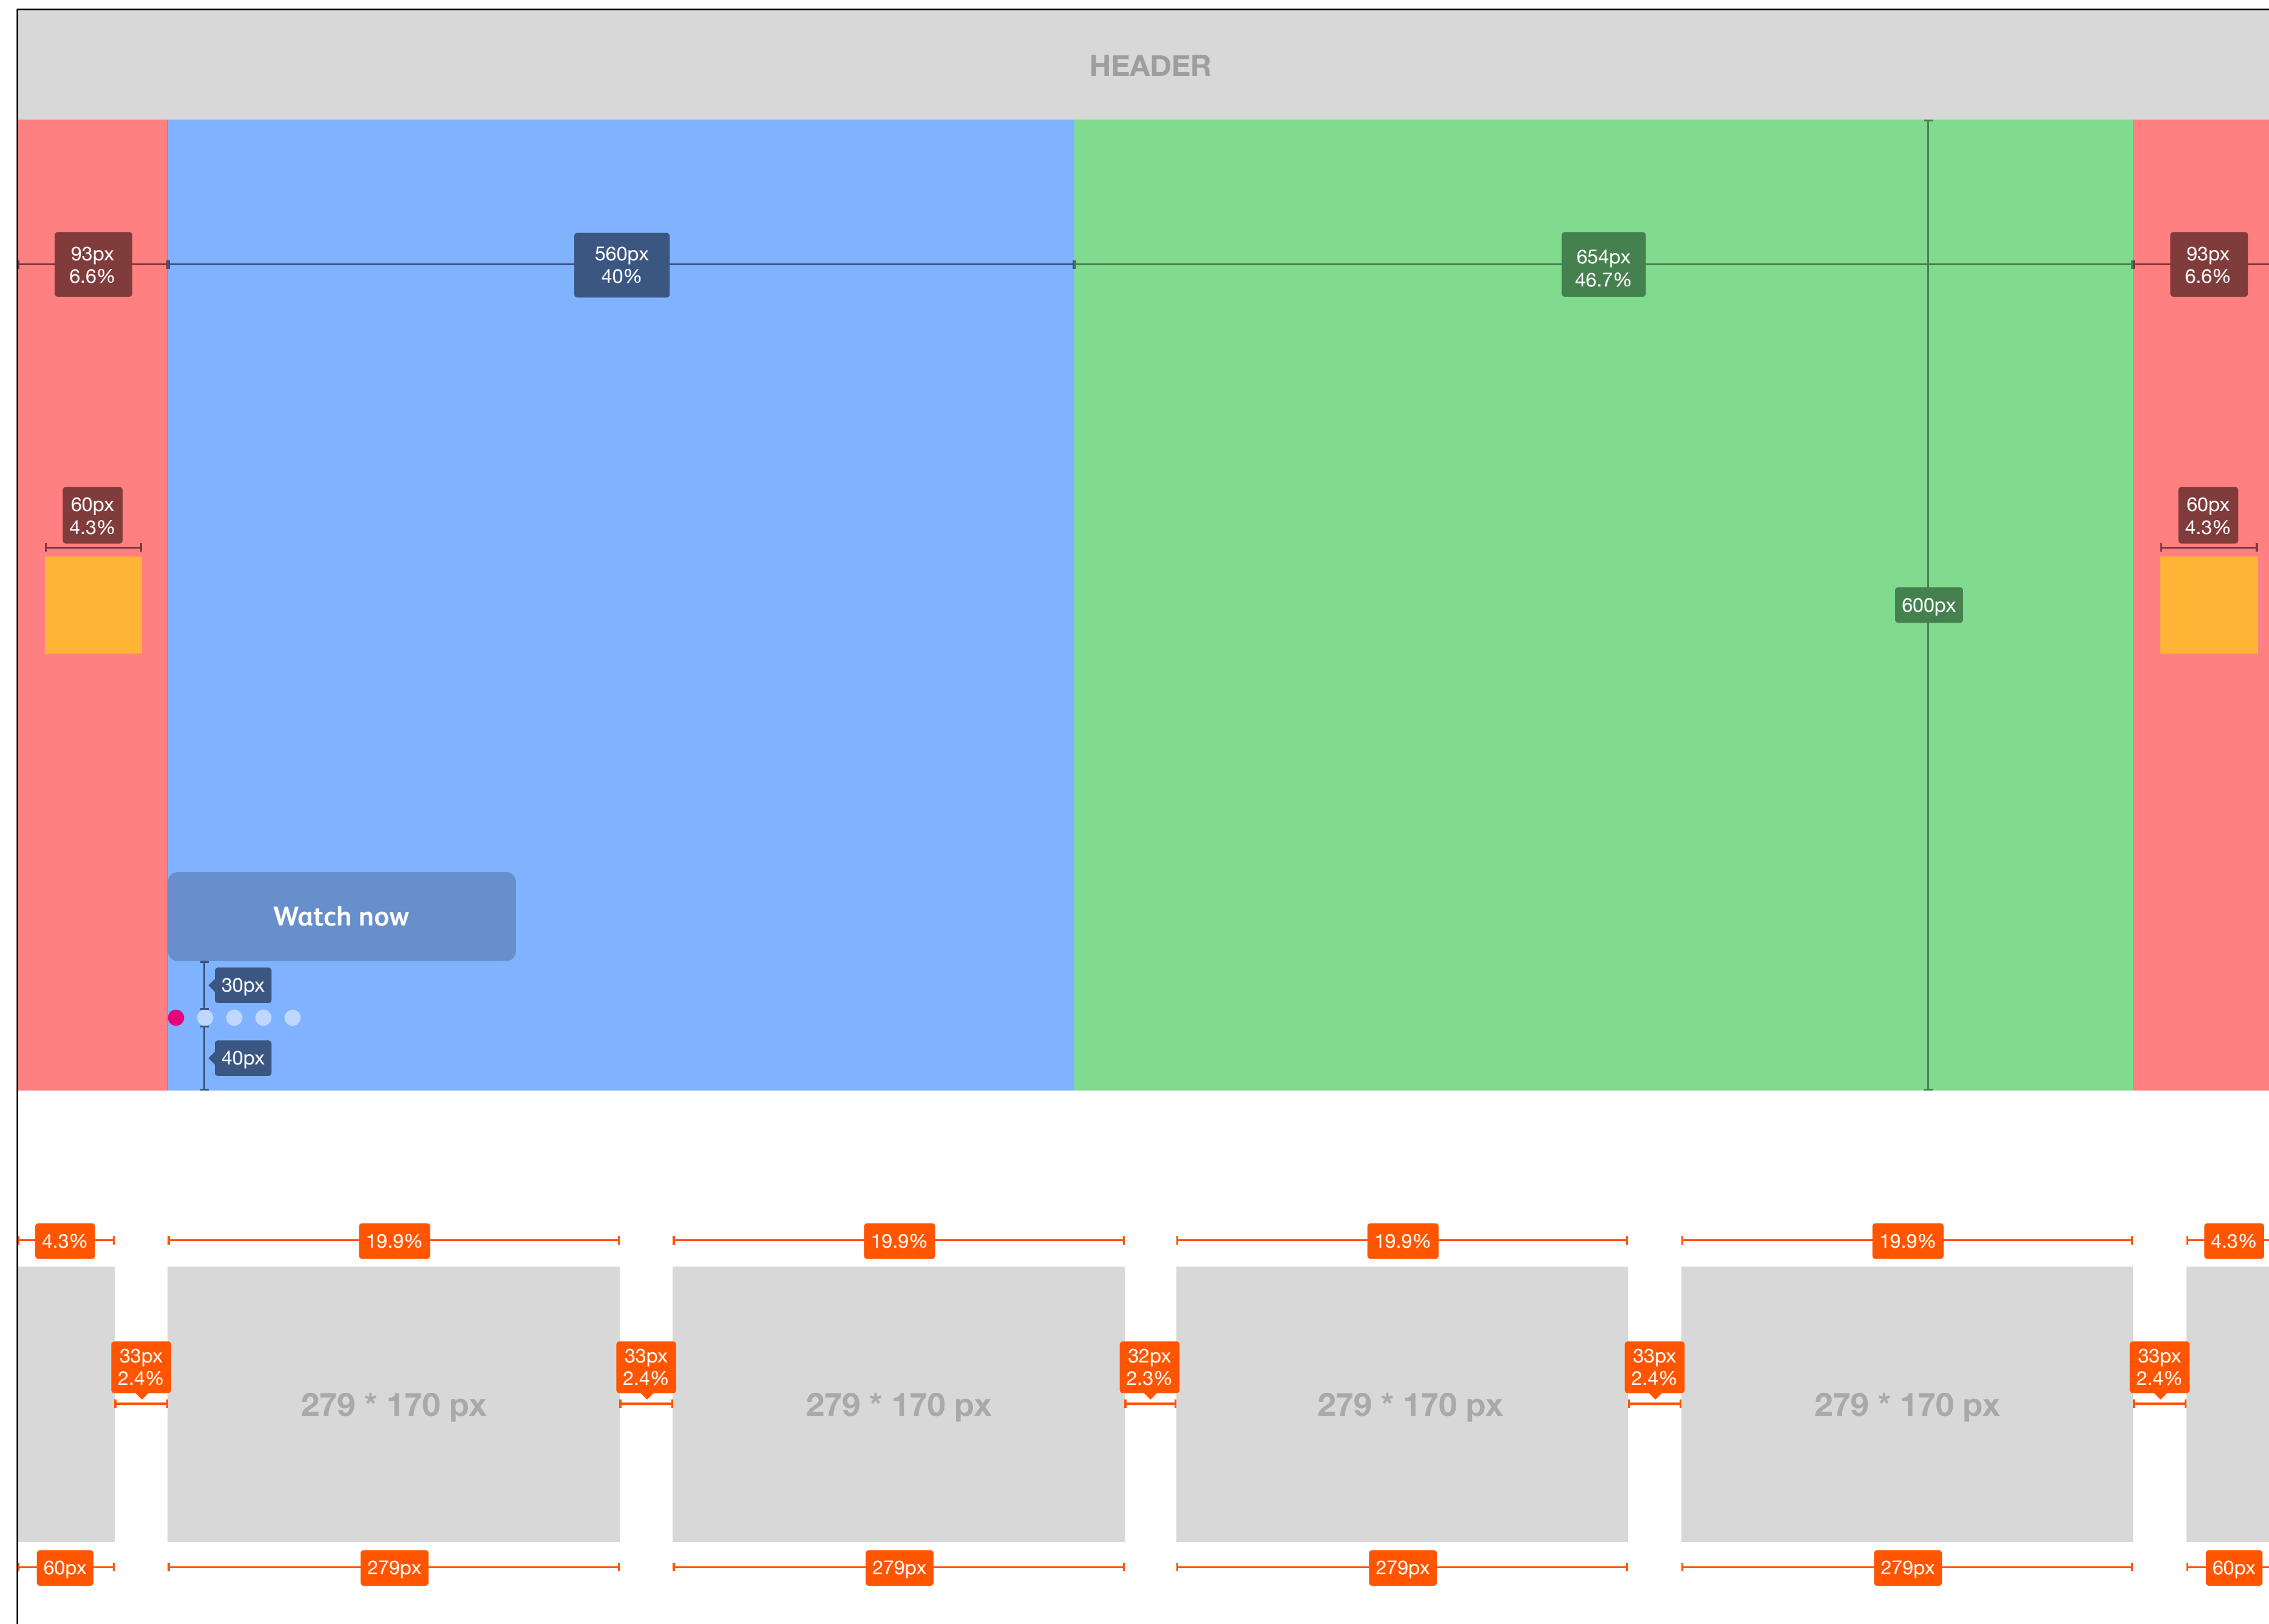 HEADER
93px
6.6%
560px
40%
654px
46.7%
93px
6.6%
60px
4.3%
60px
4.3%
600px
Watch now
30px
40px
4.3%
19.9%
19.9%
19.9%
19.9%
4.3%
33px
2.4%
33px
2.4%
32px
2.3%
33px
2.4%
33px
2.4%
279 * 170 px
279 * 170 px
279 * 170 px
279 * 170 px
60px
279px
279px
279px
279px
60px